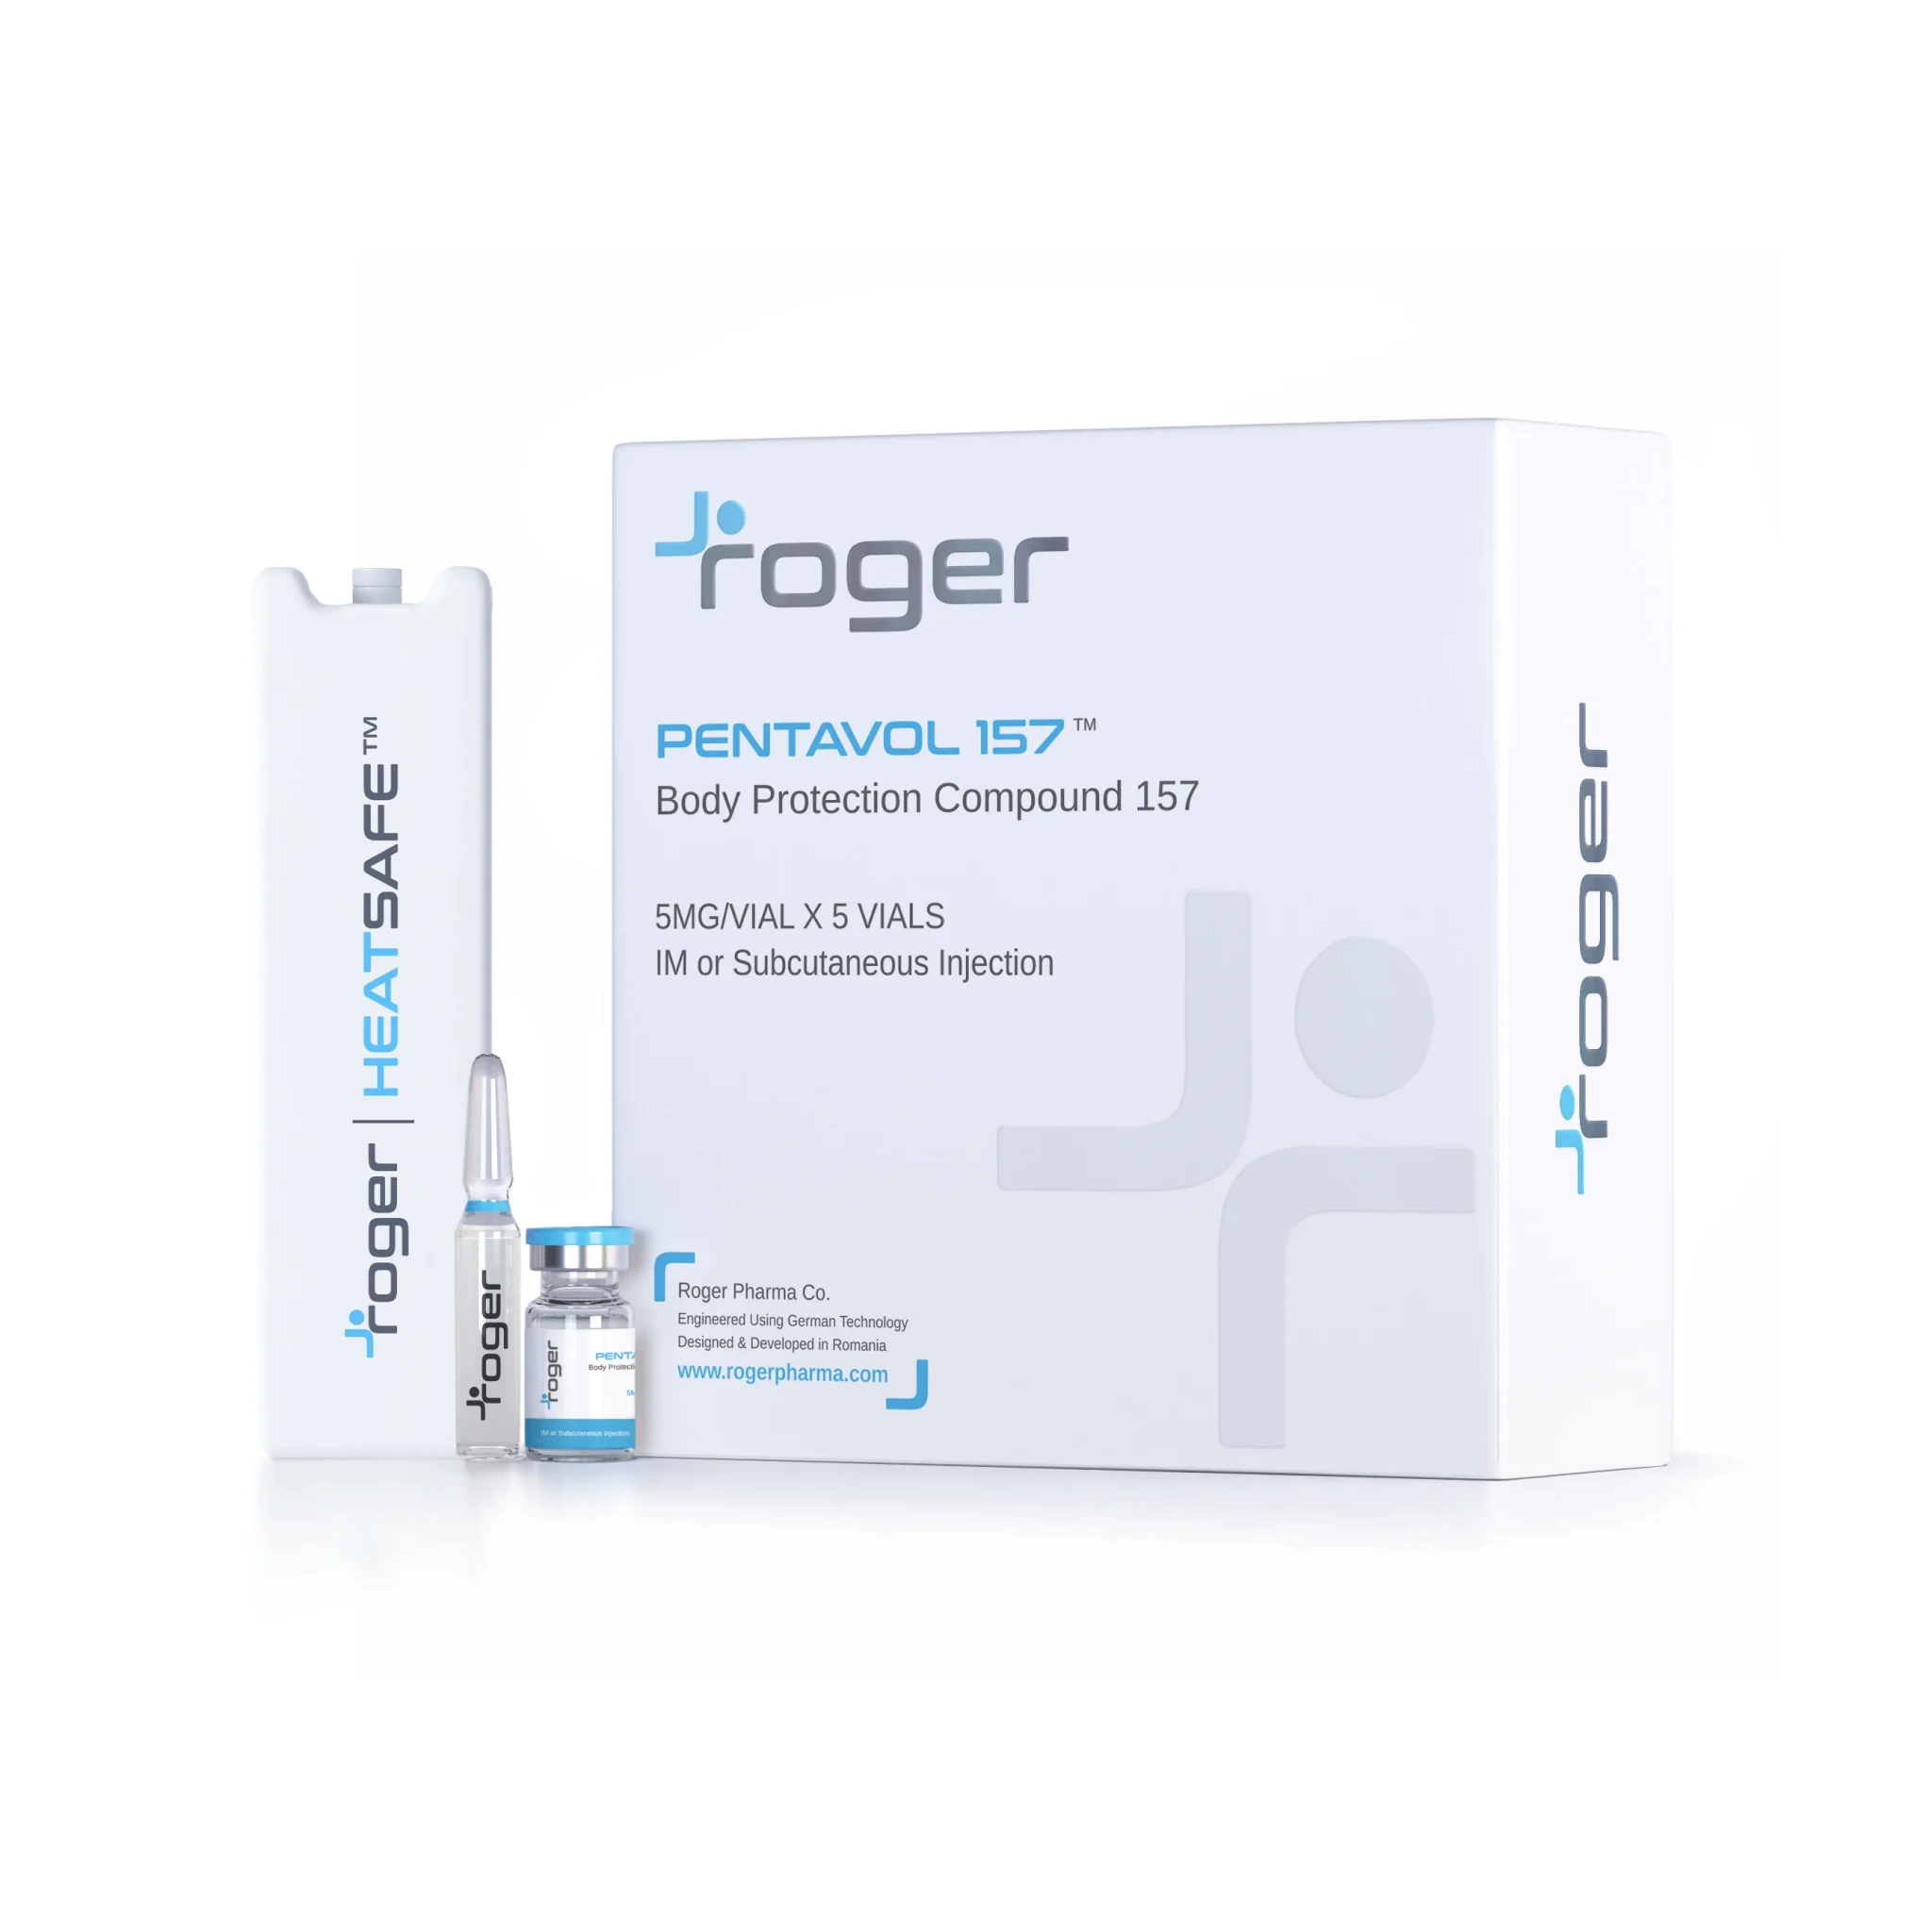 roger
PENTAVOL 157™
Body Protection Compound 157
5MG/VIAL X 5 VIALS
IM or Subcutaneous Injection
Roger Pharma Co.
Engineered Using German Technology
Designed & Developed in Romania
www.rogerpharma.com
roger
roger | HEATSAFE™
roger
roger
PENTA
Body Protecti
IM or Subcutaneous Injection